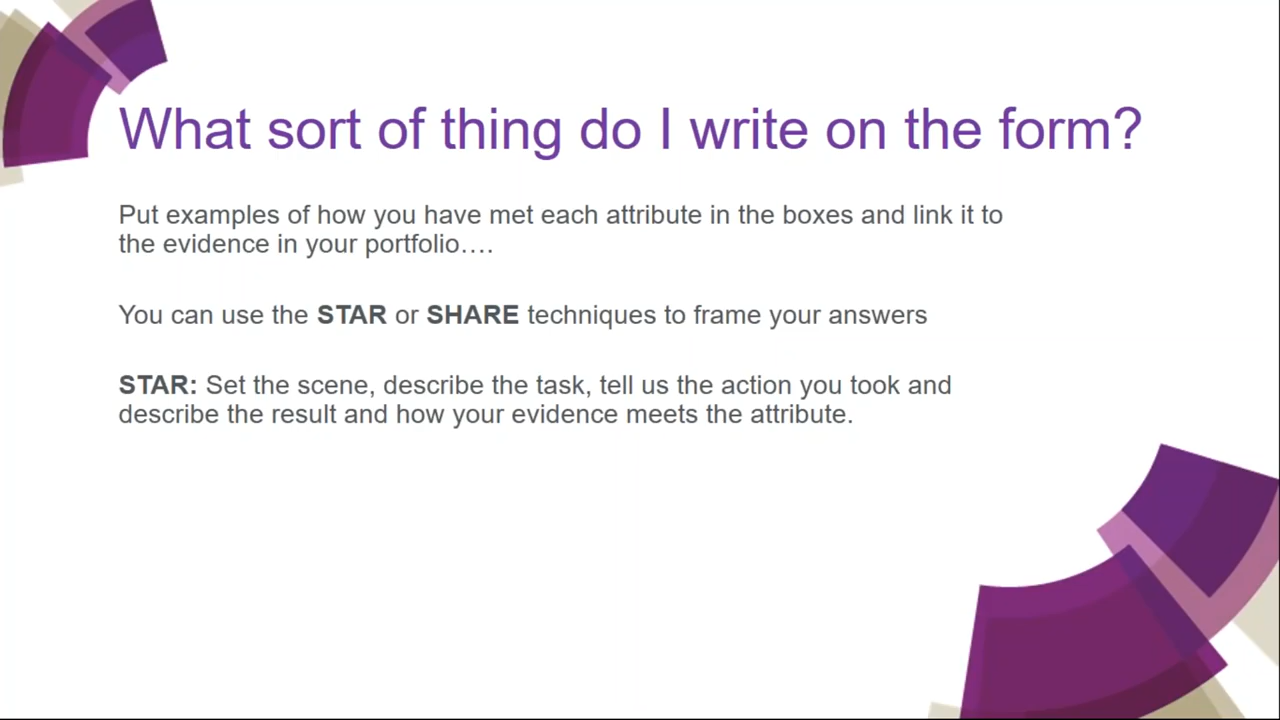 What sort of thing do I write on the form?
Put examples of how you have met each attribute in the boxes and link it to
the evidence in your portfolio….
You can use the STAR or SHARE techniques to frame your answers
STAR: Set the scene, describe the task, tell us the action you took and
describe the result and how your evidence meets the attribute.